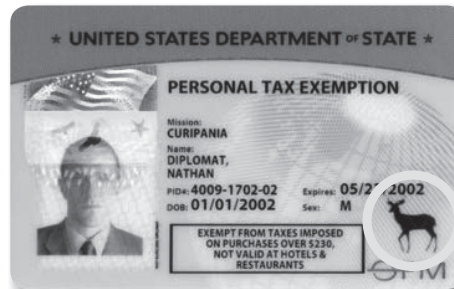 ★ UNITED STATES DEPARTMENT OF STATE ★
PERSONAL TAX EXEMPTION
Mission:
CURIPANIA
Name:
DIPLOMAT,
NATHAN
PID#: 4009-1702-02 Expires: 05/2 /2002
DOB: 01/01/2002 Sex: M
EXEMPT FROM TAXES IMPOSED
ON PURCHASES OVER $230,
NOT VALID AT HOTELS &
RESTAURANTS
OFM